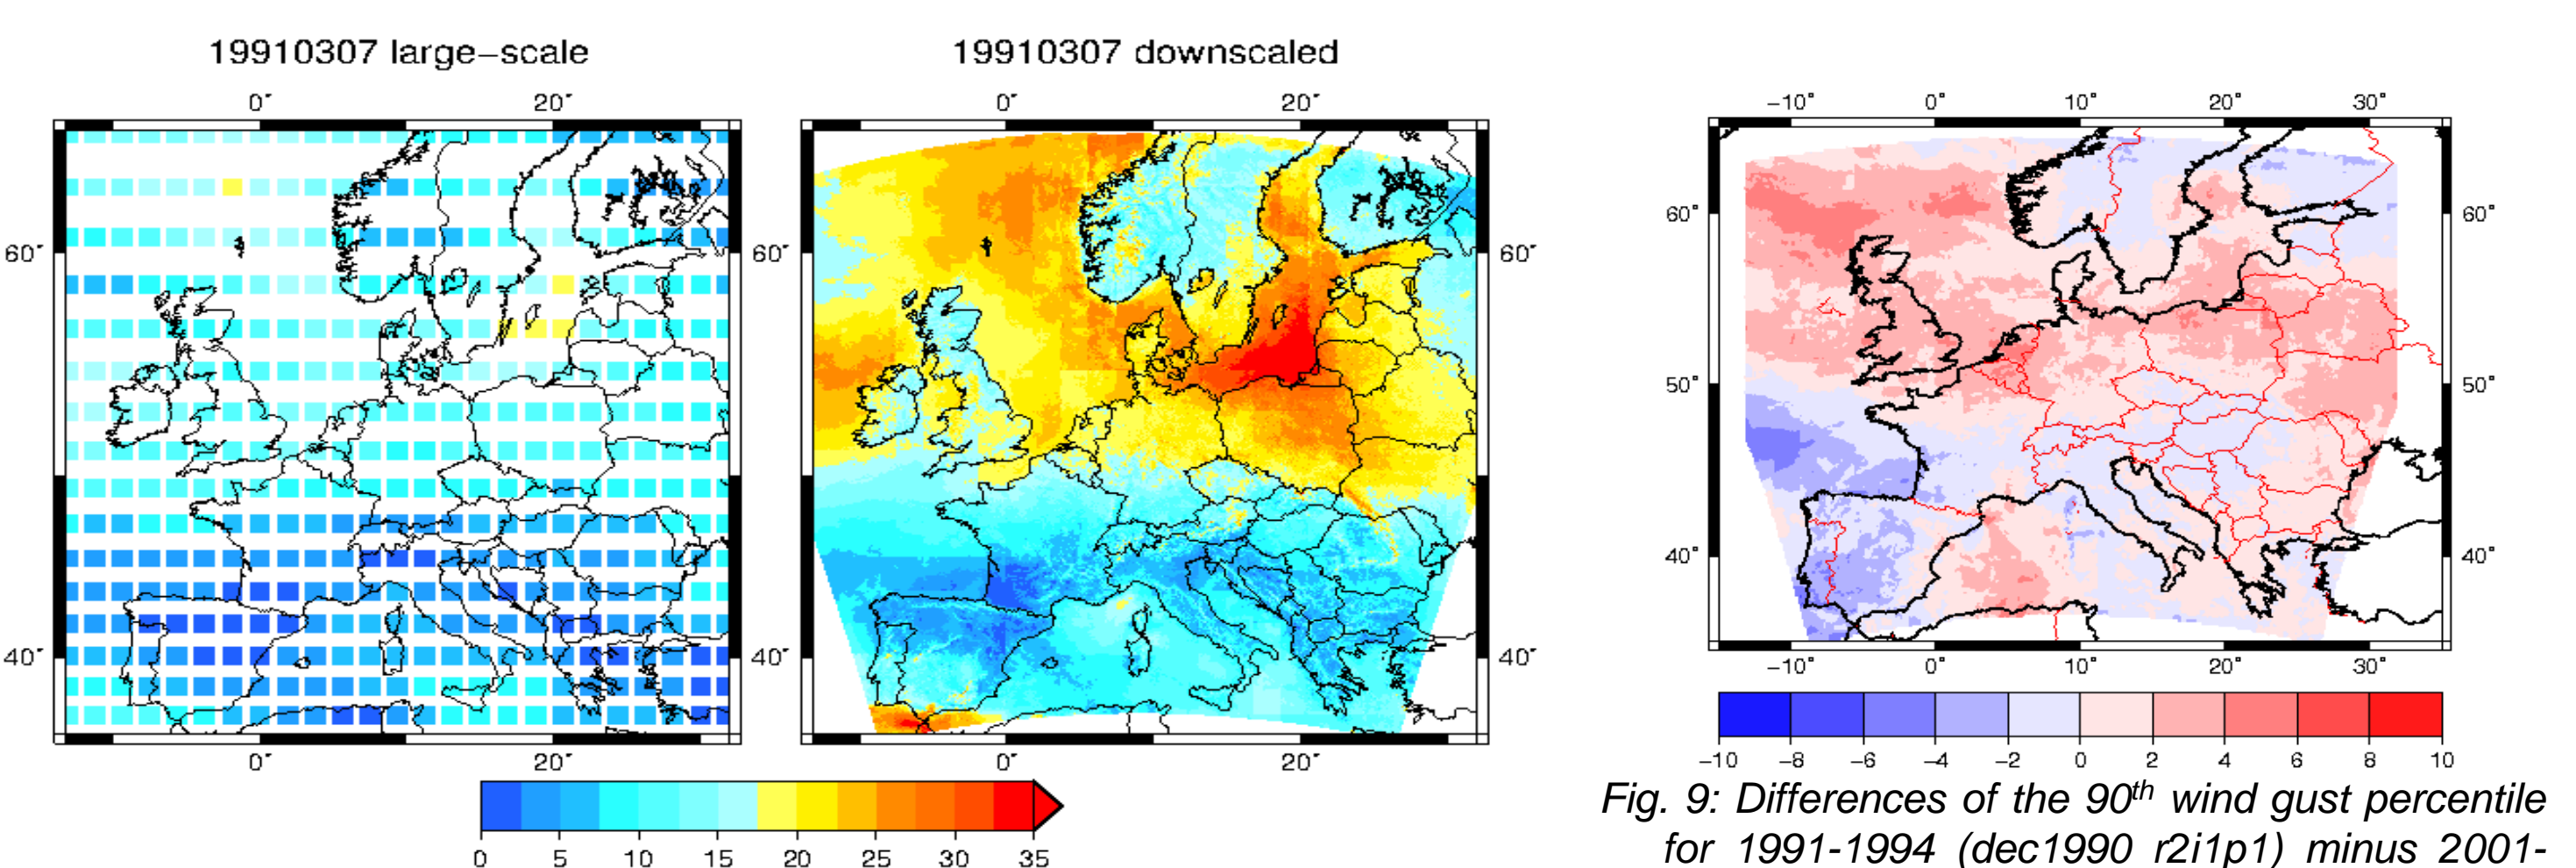 19910307 large-scale
19910307 downscaled
0° 20°
0° 20°
-10° 0° 10° 20° 30°
60° 60° 60°
40° 40° 40°
60° 60°
50° 50°
40° 40°
0° 20°
0° 20°
-10° 0° 10° 20° 30°
0 5 10 15 20 25 30 35
-10 -8 -6 -4 -2 0 2 4 6 8 10
Fig. 9: Differences of the 90th wind gust percentile
for 1991-1994 (dec1990 r2i1p1) minus 2001-